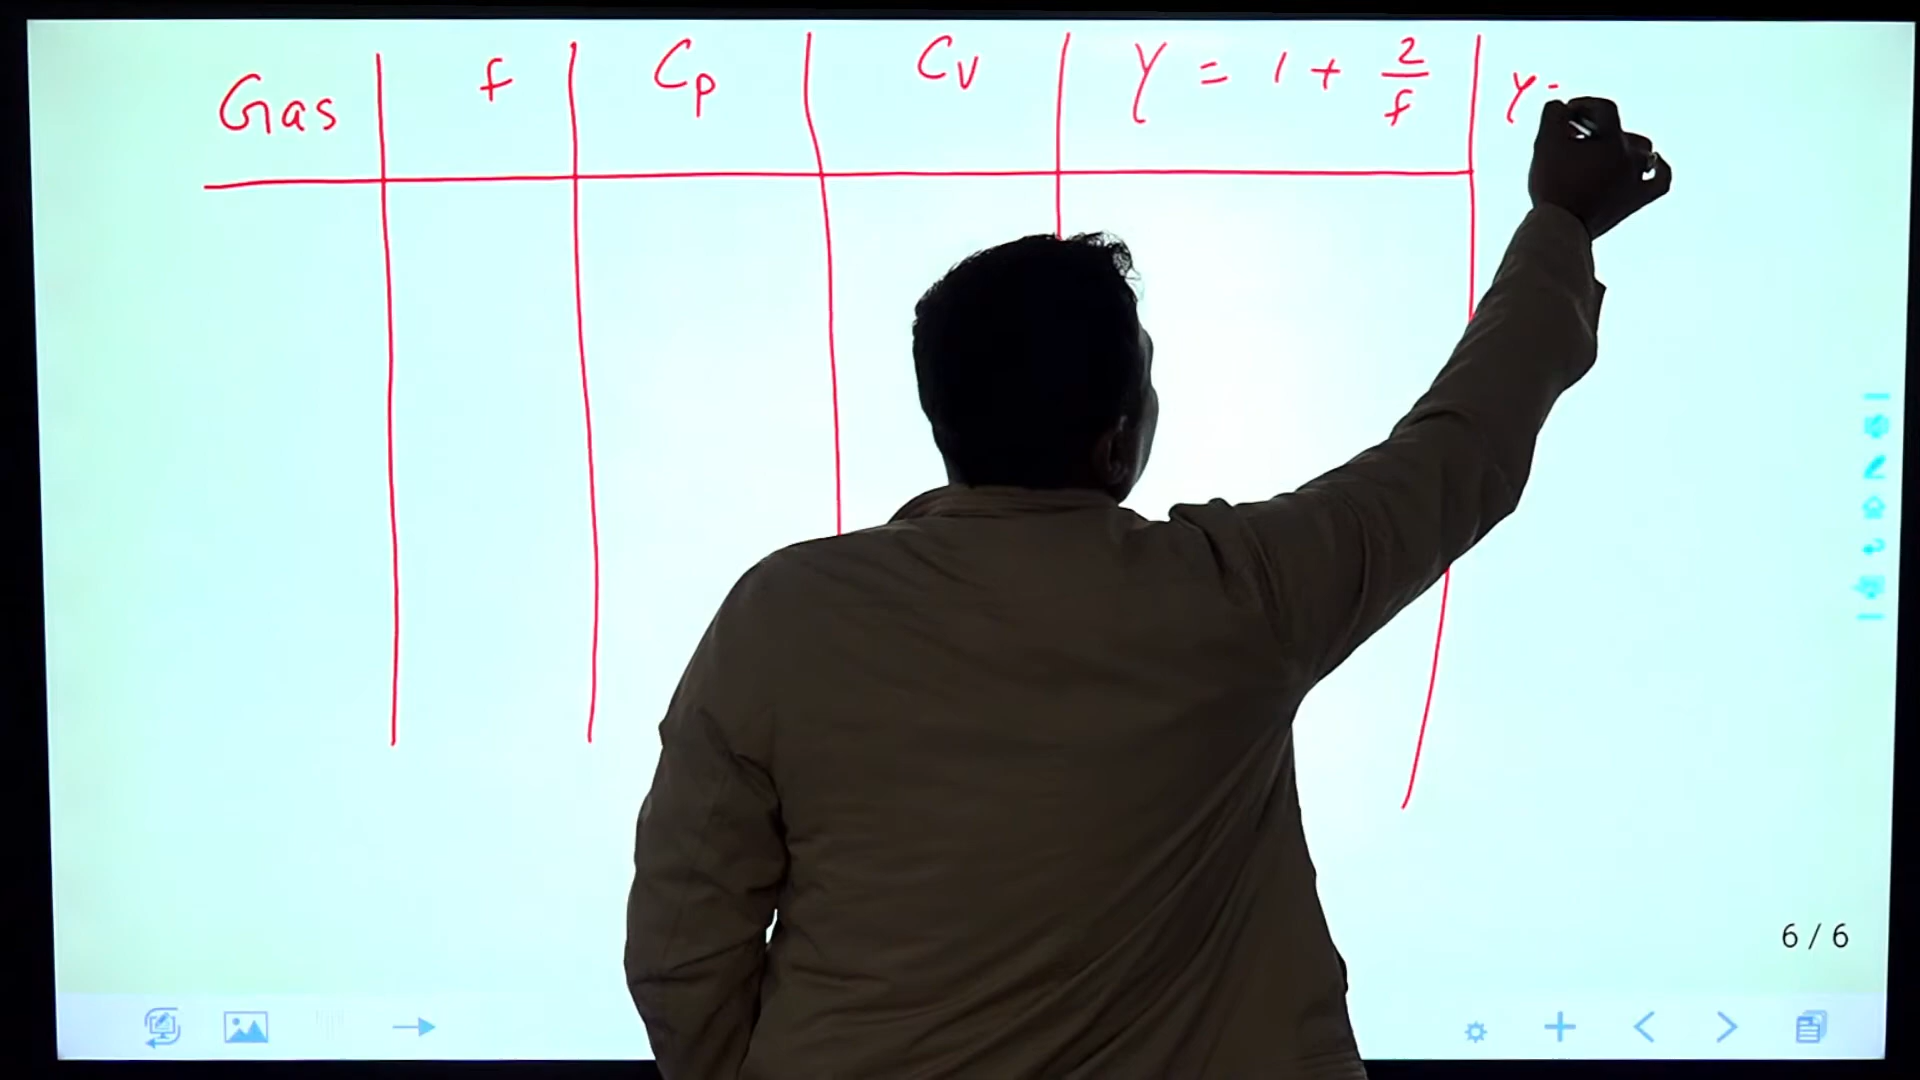 Gas f Cp Cv γ = 1 + 2/f γ =
6 / 6